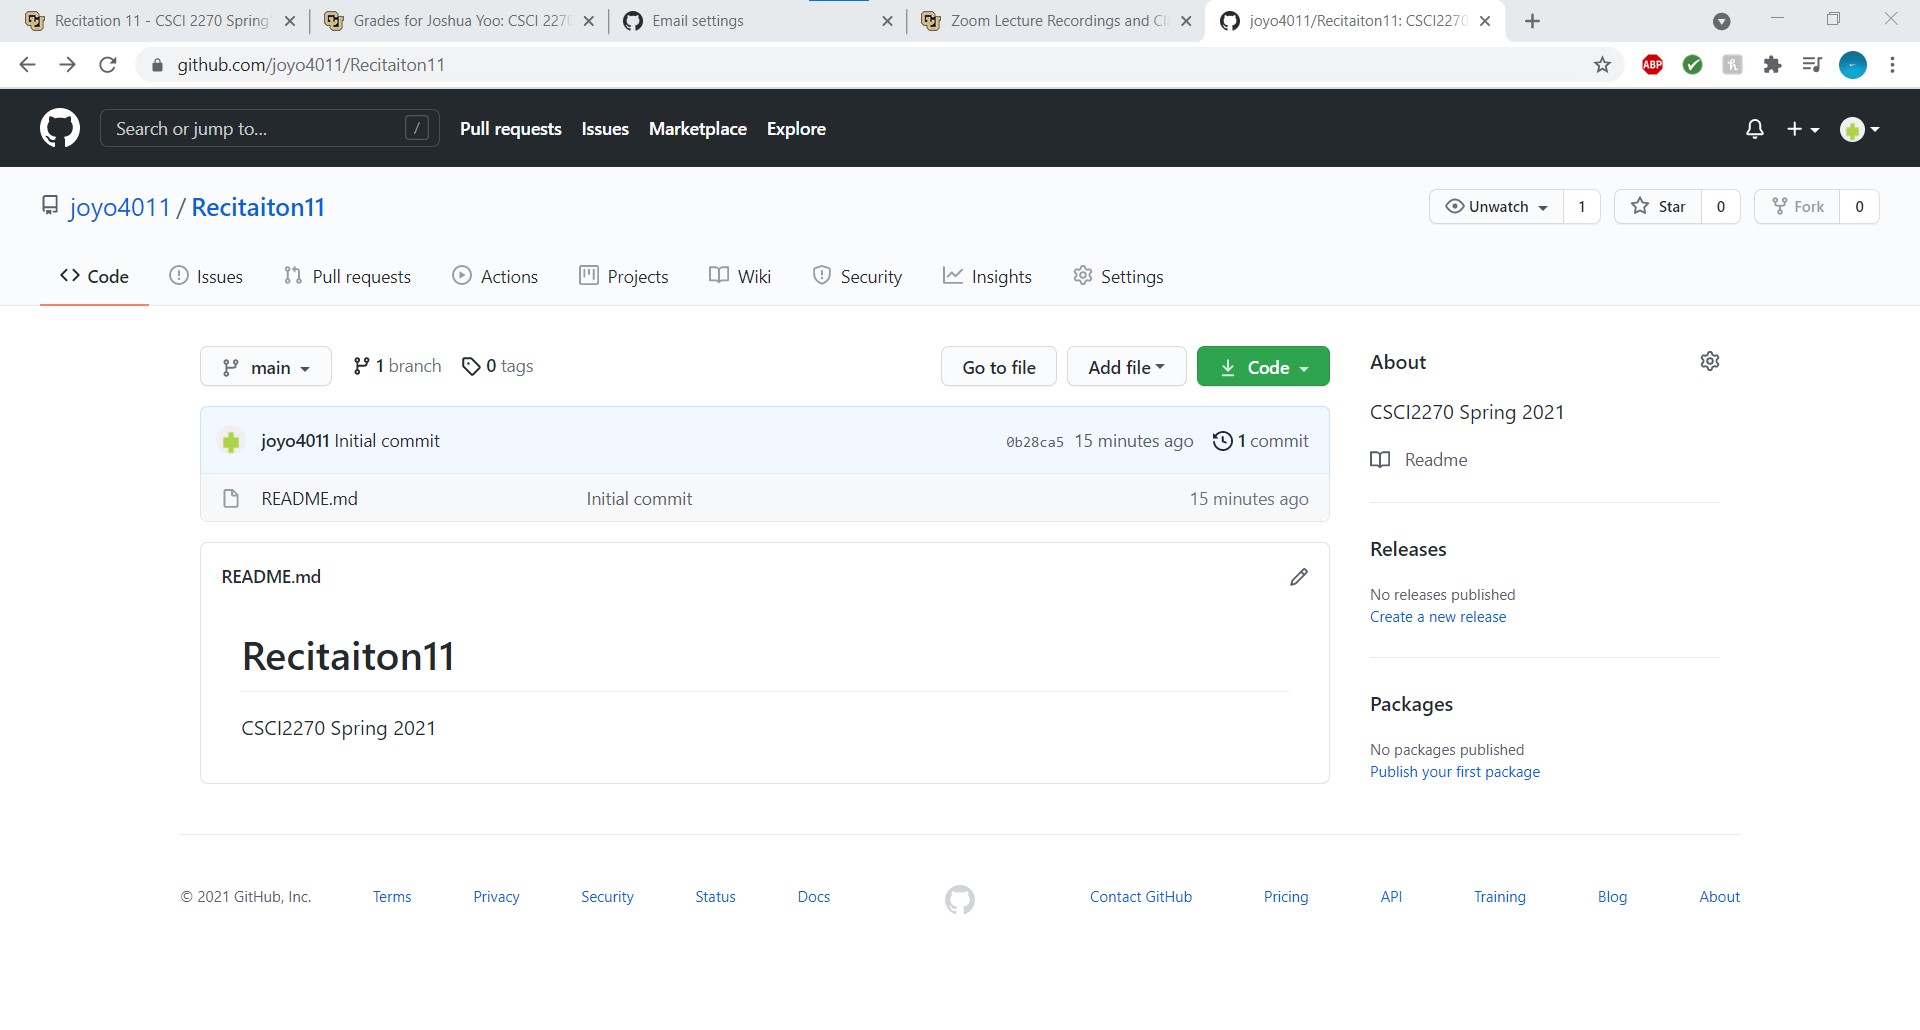 Recitation 11 - CSCI 2270 Spring'
Grades for Joshua Yoo: CSCI 2270
Email settings
Zoom Lecture Recordings and Cl
joyo4011/Recitaiton11: CSCI2270
github.com/joyo4011/Recitaiton11
ABP
Search or jump to...
/
Pull requests
Issues
Marketplace
Explore
joyo4011 / Recitaiton11
Unwatch
1
Star
0
Fork
0
Code
Issues
Pull requests
Actions
Projects
Wiki
Security
Insights
Settings
main
1 branch
0 tags
Go to file
Add file
Code
About
CSCI2270 Spring 2021
Readme
joyo4011 Initial commit
0b28ca5 15 minutes ago
1 commit
README.md
Initial commit
15 minutes ago
Releases
No releases published
Create a new release
README.md
Recitaiton11
CSCI2270 Spring 2021
Packages
No packages published
Publish your first package
© 2021 GitHub, Inc.
Terms
Privacy
Security
Status
Docs
Contact GitHub
Pricing
API
Training
Blog
About